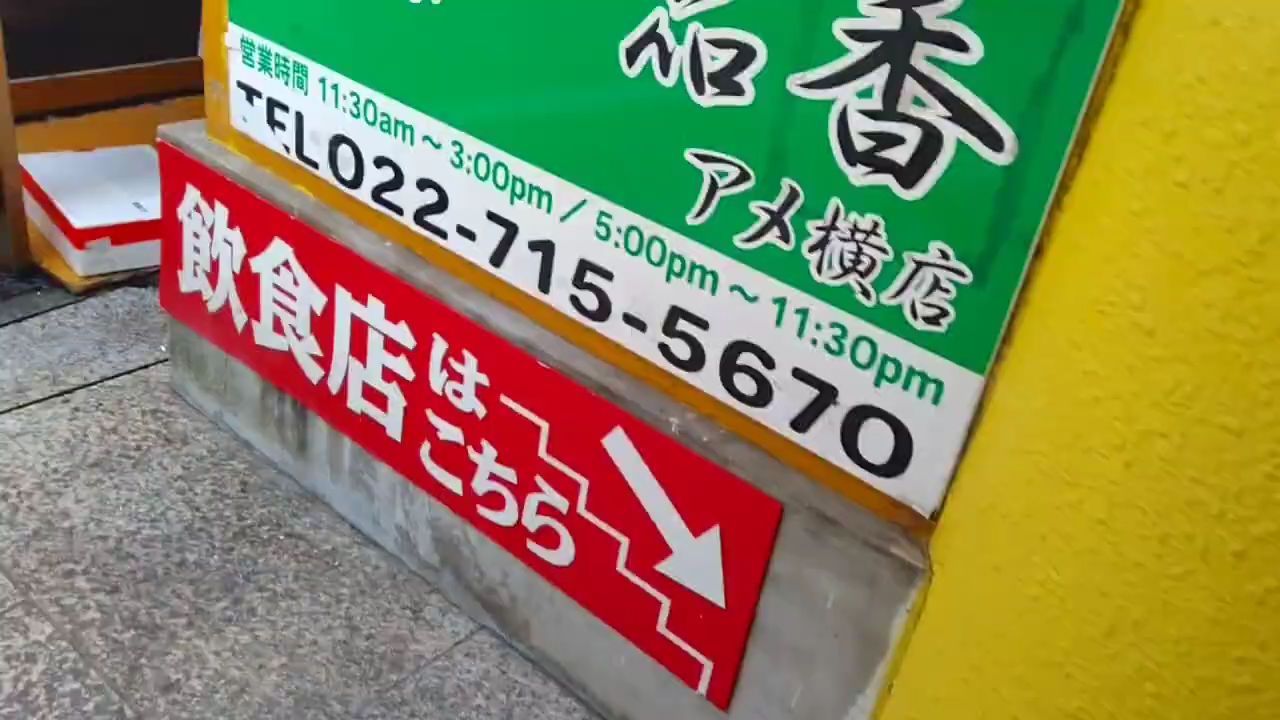 品香
アメ横店
営業時間 11:30am～3:00pm / 5:00pm～11:30pm
TEL022-715-5670
飲食店は
こちら